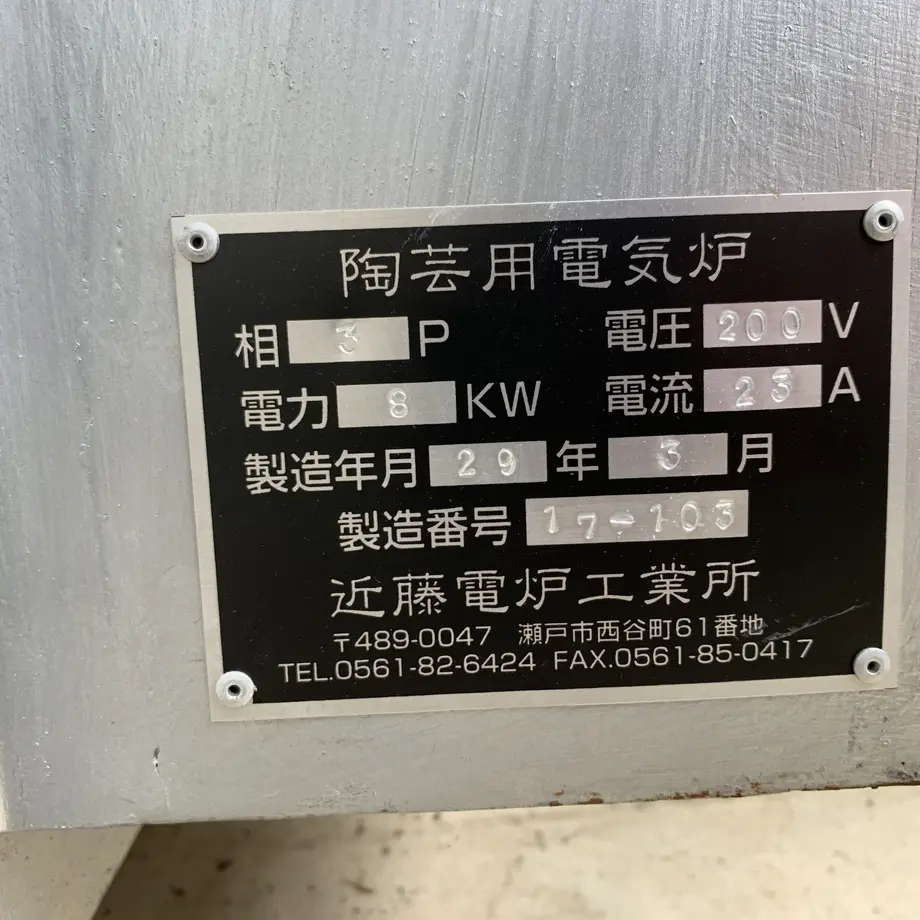 陶芸用電気炉
相 3 P 電圧 200 V
電力 8 KW 電流 23 A
製造年月 29 年 3 月
製造番号 17-103
近藤電炉工業所
〒489-0047 瀬戸市西谷町61番地
TEL.0561-82-6424 FAX.0561-85-0417